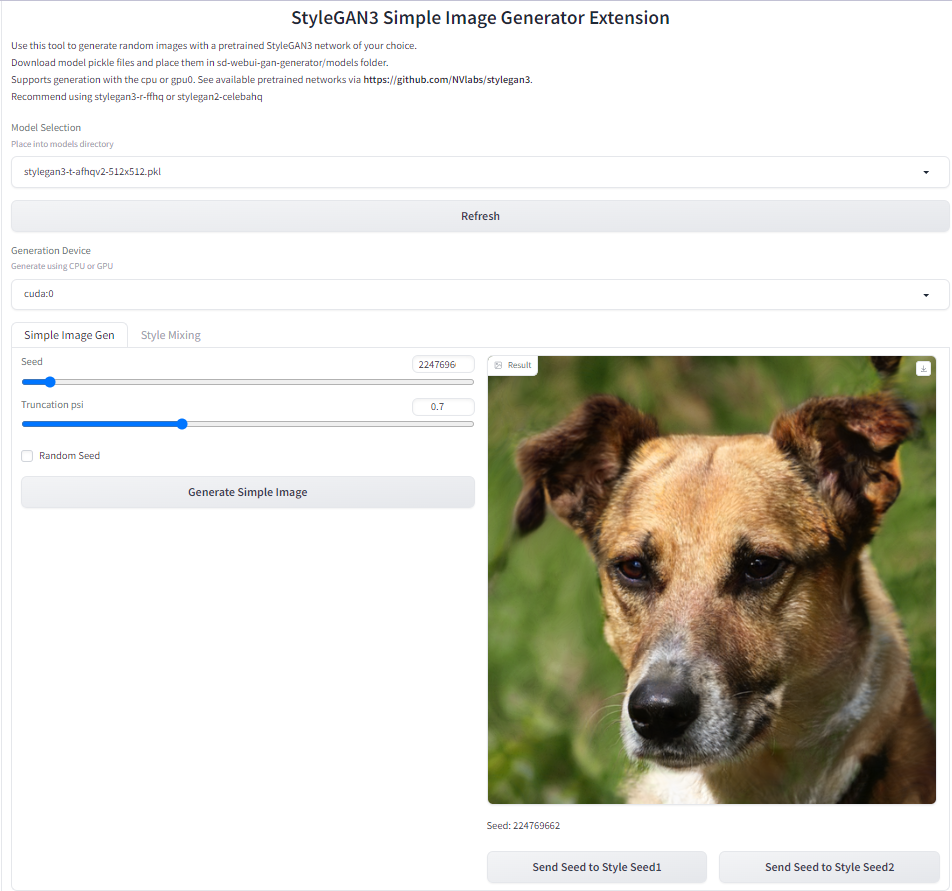 StyleGAN3 Simple Image Generator Extension
Use this tool to generate random images with a pretrained StyleGAN3 network of your choice.
Download model pickle files and place them in sd-webui-gan-generator/models folder.
Supports generation with the cpu or gpu0. See available pretrained networks via https://github.com/NVlabs/stylegan3.
Recommend using stylegan3-r-ffhq or stylegan2-celebahq
Model Selection
Place into models directory
stylegan3-t-afhqv2-512x512.pkl
Refresh
Generation Device
Generate using CPU or GPU
cuda:0
Simple Image Gen Style Mixing
Seed 2247696
Result
Truncation psi 0.7
Random Seed
Generate Simple Image
Seed: 224769662
Send Seed to Style Seed1 Send Seed to Style Seed2